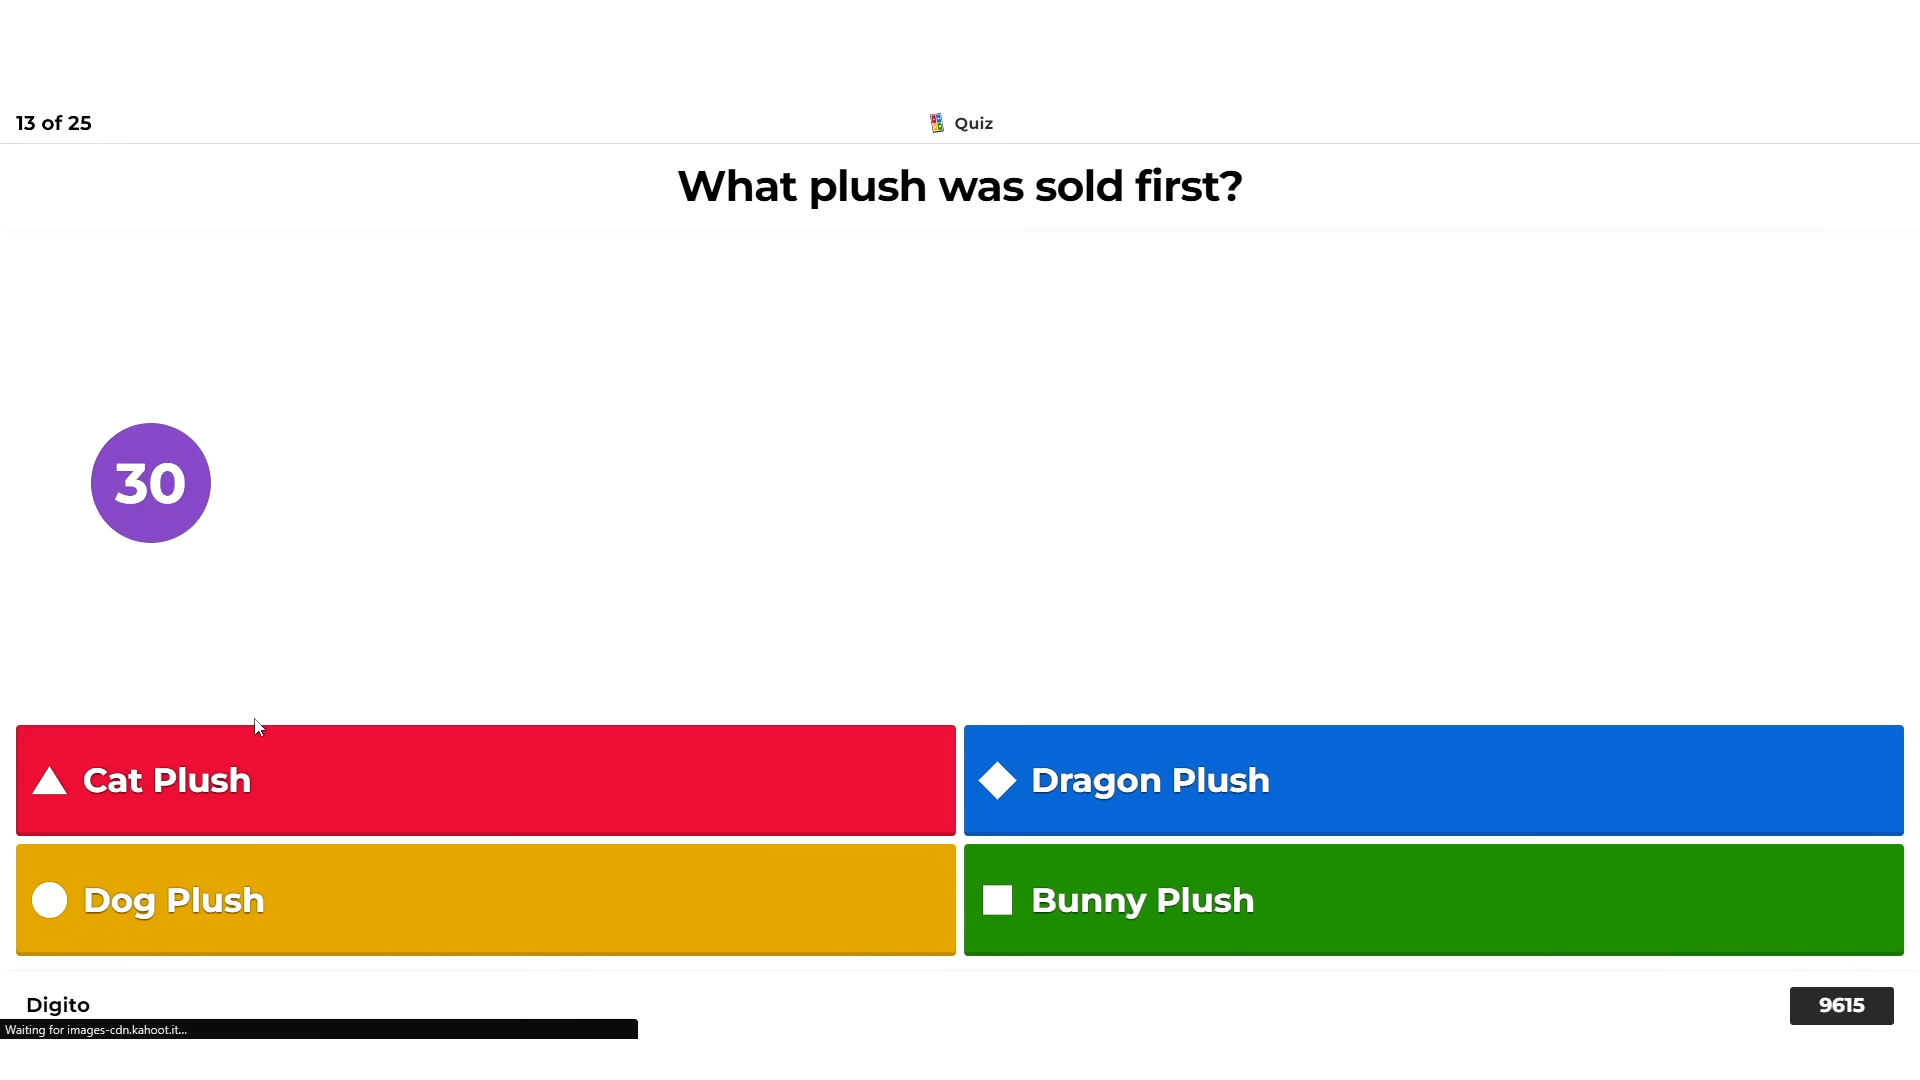 13 of 25
Quiz
What plush was sold first?
30
Cat Plush
Dragon Plush
Dog Plush
Bunny Plush
Digito
9615
Waiting for images-cdn.kahoot.it...